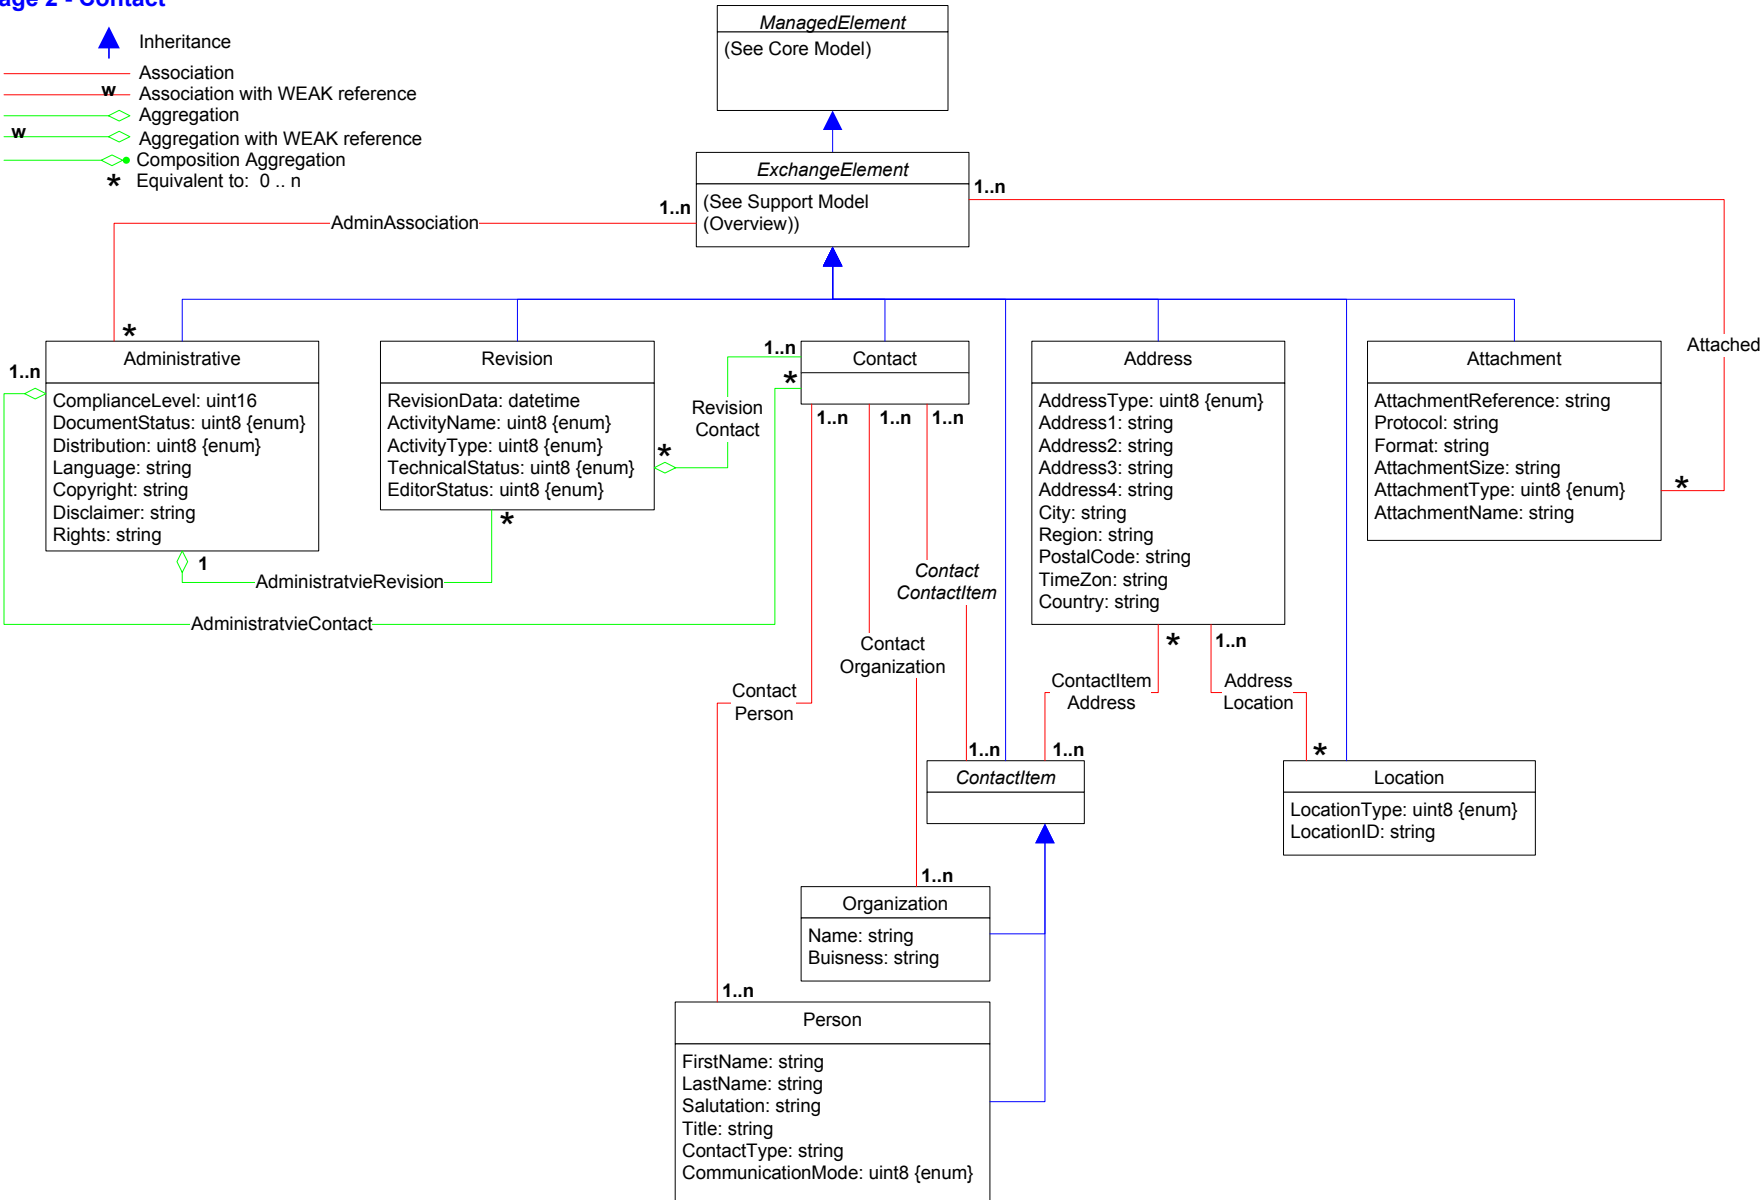 age 2 - Contact
Inheritance
Association
w Association with WEAK reference
Aggregation
w Aggregation with WEAK reference
Composition Aggregation
* Equivalent to: 0 .. n
ManagedElement
(See Core Model)
ExchangeElement
(See Support Model
(Overview))
1..n
1..n
AdminAssociation
*
Attached
*
1..n
Administrative
ComplianceLevel: uint16
DocumentStatus: uint8 {enum}
Distribution: uint8 {enum}
Language: string
Copyright: string
Disclaimer: string
Rights: string
1
AdministratvieRevision
AdministratvieContact
Revision
RevisionData: datetime
ActivityName: uint8 {enum}
ActivityType: uint8 {enum}
TechnicalStatus: uint8 {enum}
EditorStatus: uint8 {enum}
*
*
Revision
Contact
1..n
*
Contact
1..n
1..n
1..n
Address
AddressType: uint8 {enum}
Address1: string
Address2: string
Address3: string
Address4: string
City: string
Region: string
PostalCode: string
TimeZon: string
Country: string
Attachment
AttachmentReference: string
Protocol: string
Format: string
AttachmentSize: string
AttachmentType: uint8 {enum}
AttachmentName: string
Contact
ContactItem
Contact
Organization
Contact
Person
*
1..n
ContactItem
Address
Address
Location
1..n
1..n
*
ContactItem
Location
LocationType: uint8 {enum}
LocationID: string
1..n
Organization
Name: string
Buisness: string
1..n
Person
FirstName: string
LastName: string
Salutation: string
Title: string
ContactType: string
CommunicationMode: uint8 {enum}